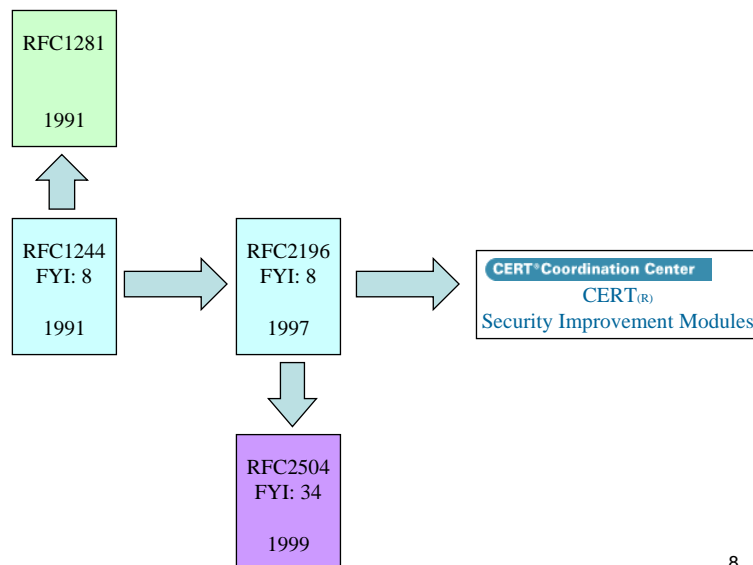 RFC1281
1991
RFC1244
FYI: 8
1991
RFC2196
FYI: 8
1997
CERT®Coordination Center
CERT(R)
Security Improvement Modules
RFC2504
FYI: 34
1999
8